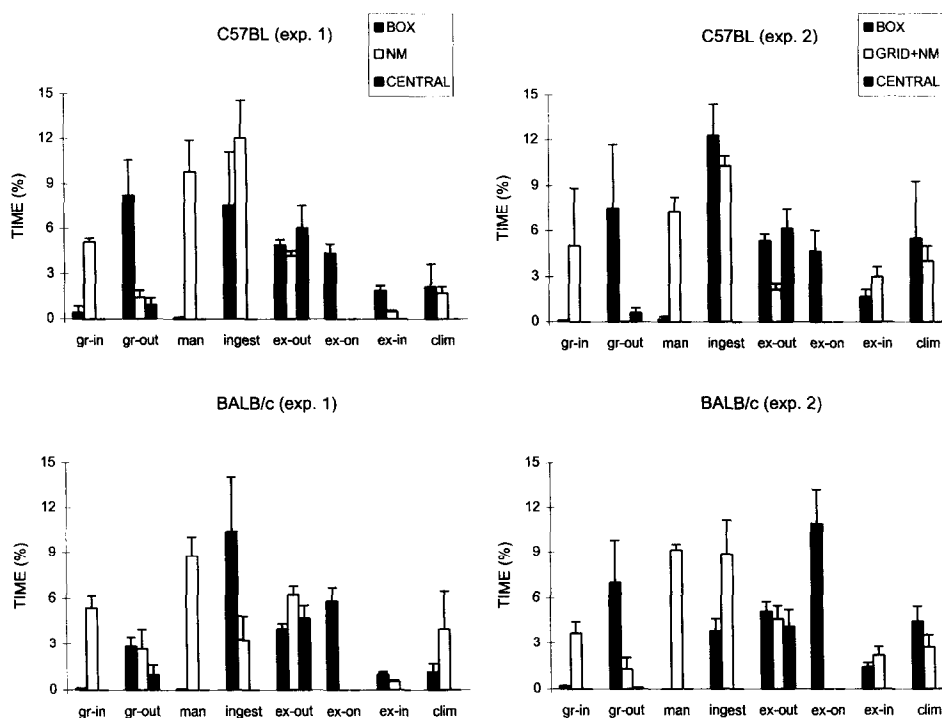 C57BL (exp. 1)
BOX
NM
CENTRAL
TIME (%)
15
12
9
6
3
0
gr-in gr-out man ingest ex-out ex-on ex-in clim
C57BL (exp. 2)
BOX
GRID+NM
CENTRAL
TIME (%)
15
12
9
6
3
0
gr-in gr-out man ingest ex-out ex-on ex-in clim
BALB/c (exp. 1)
TIME (%)
15
12
9
6
3
0
gr-in gr-out man ingest ex-out ex-on ex-in clim
BALB/c (exp. 2)
TIME (%)
15
12
9
6
3
0
gr-in gr-out man ingest ex-out ex-on ex-in clim